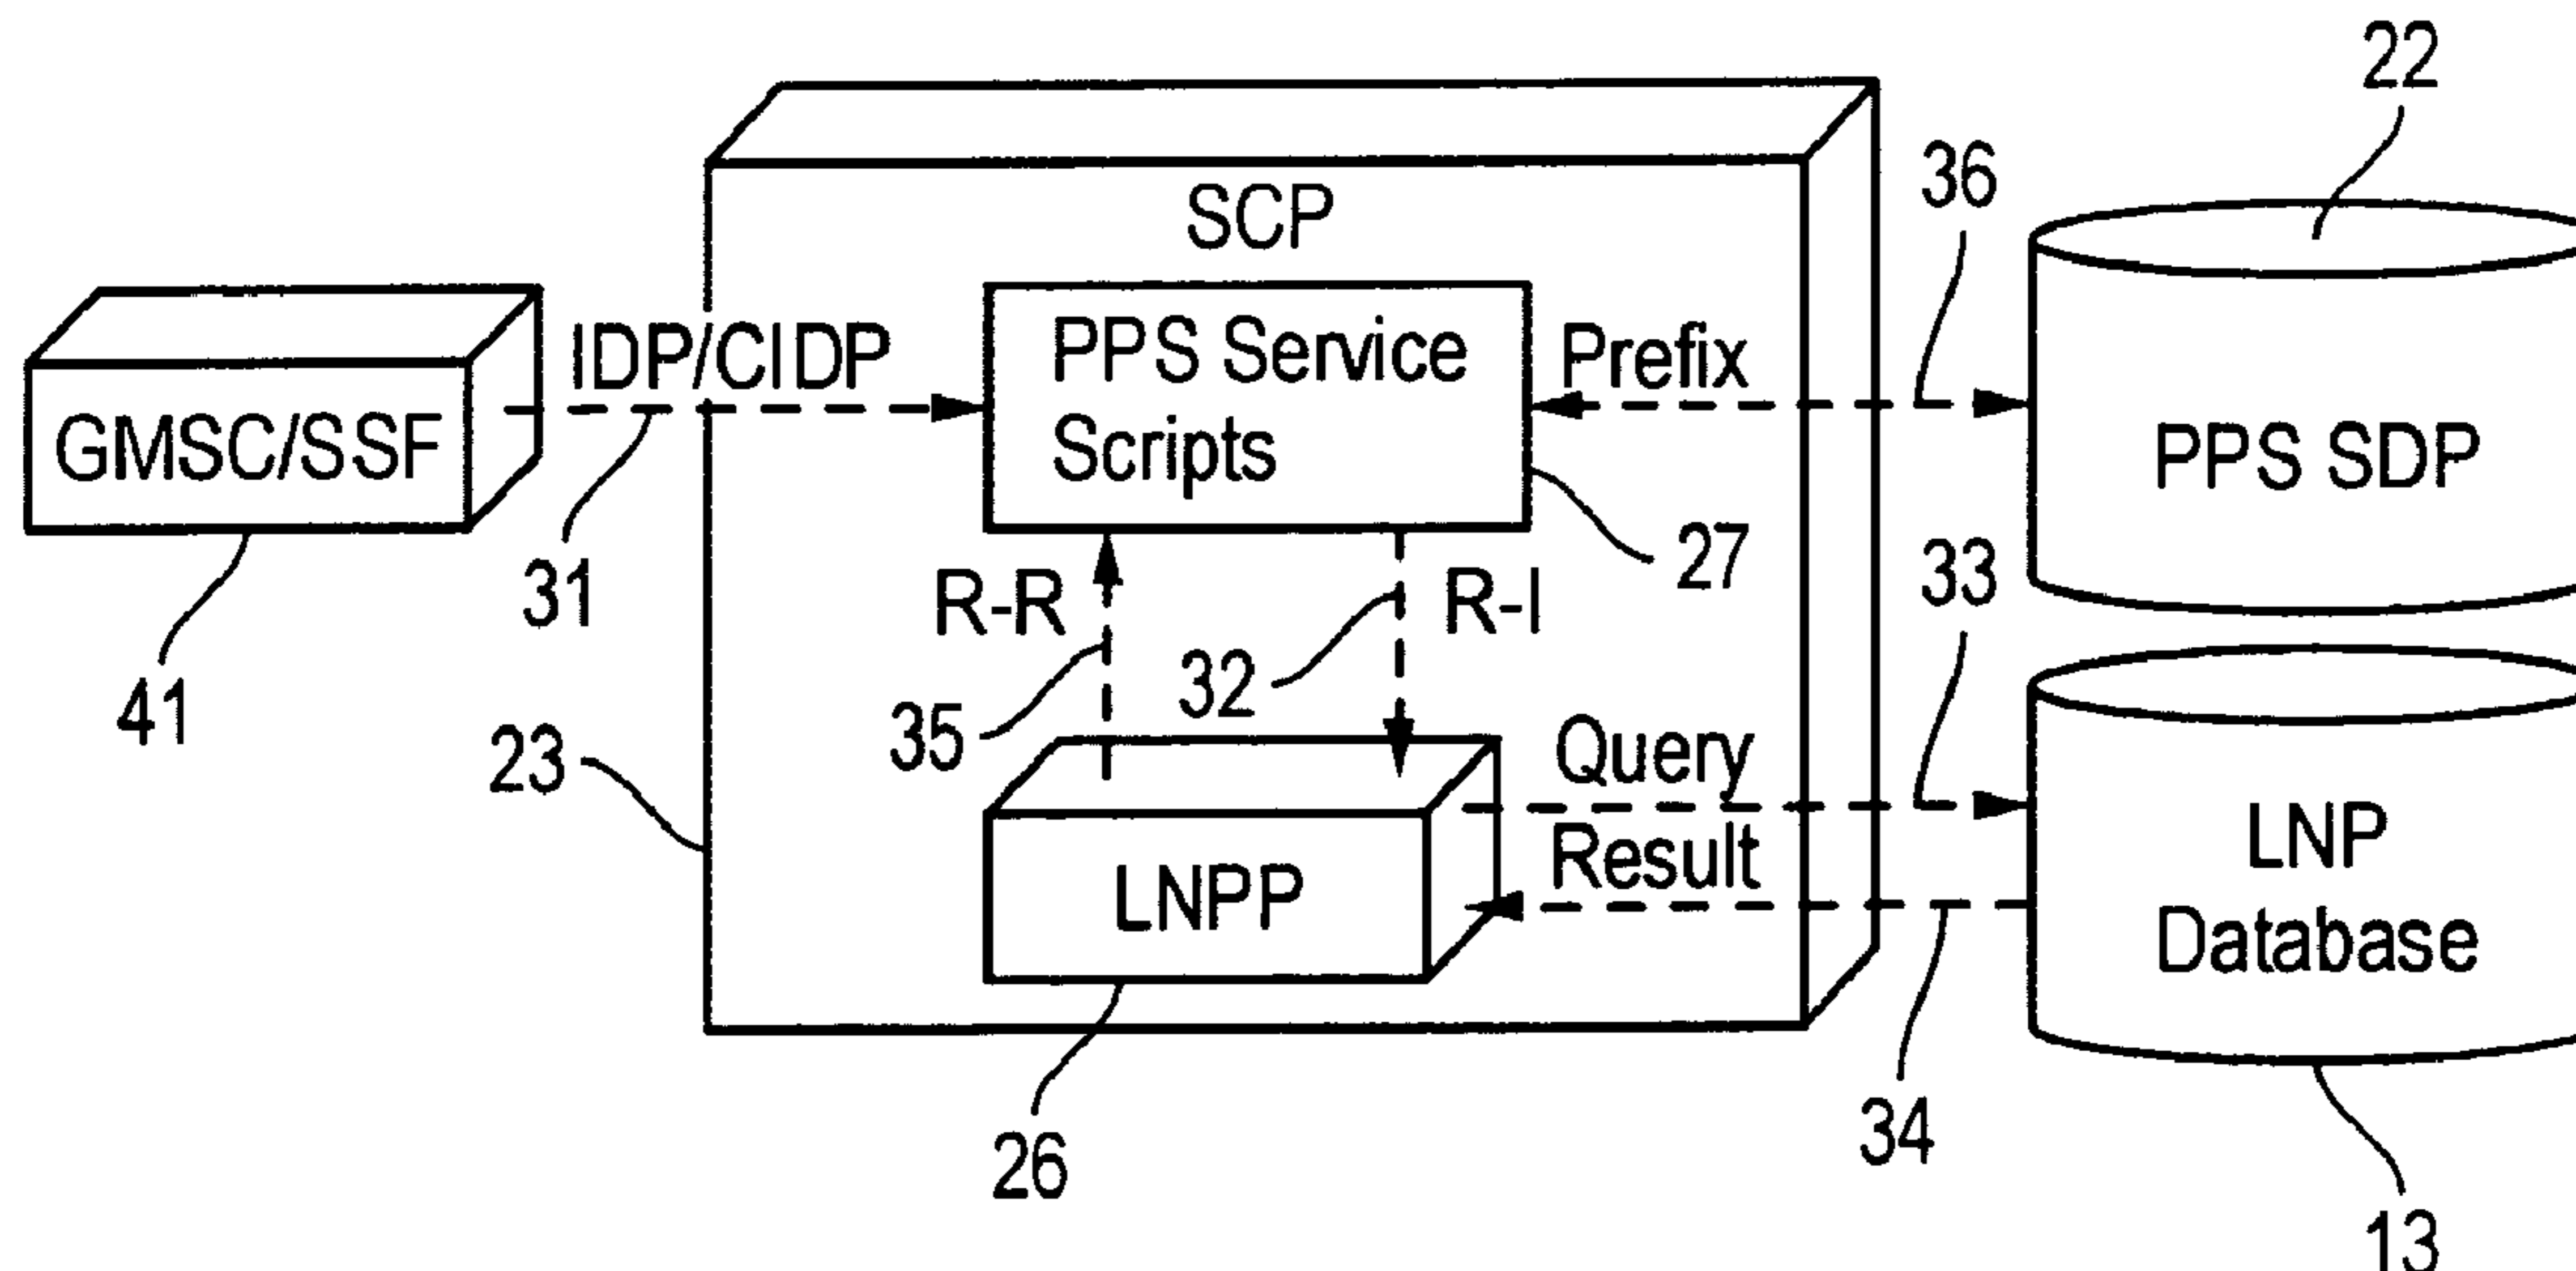 22
36
SCP
IDP/CIDP
PPS Service
Scripts
Prefix
GMSC/SSF
PPS SDP
31
27
33
R-R
R-I
32
41
35
23
Query
Result
LNP
Database
LNPP
34
26
13